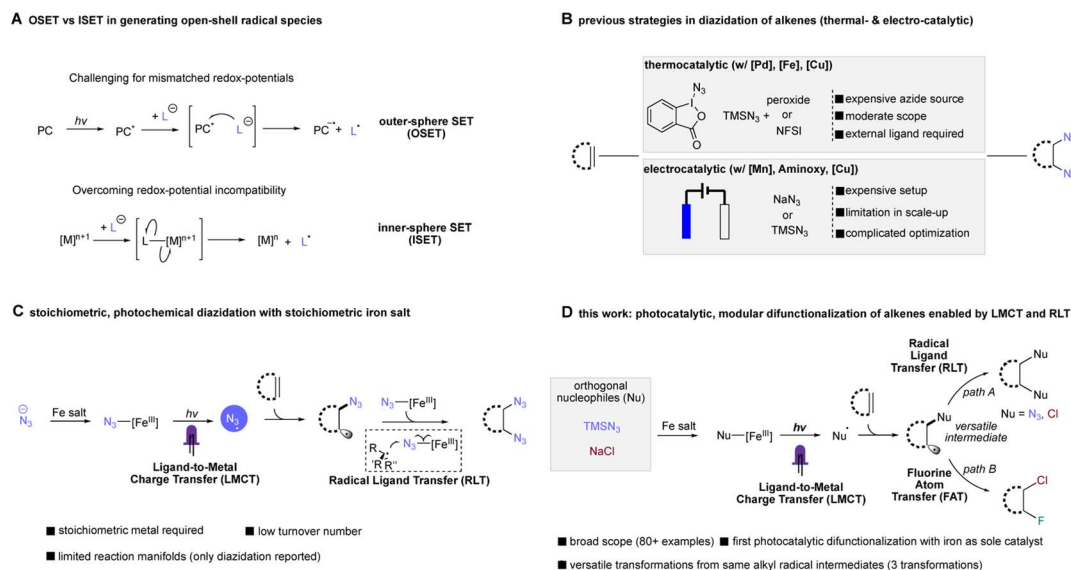 A OSET vs ISET in generating open-shell radical species
Challenging for mismatched redox-potentials
PC
hν
PC*
+ L⊖
PC* L⊖
PC•− + L•
outer-sphere SET
(OSET)
Overcoming redox-potential incompatibility
[M]n+1
+ L⊖
L—[M]n+1
[M]n + L•
inner-sphere SET
(ISET)
B previous strategies in diazidation of alkenes (thermal- & electro-catalytic)
thermocatalytic (w/ [Pd], [Fe], [Cu])
N3
I
O
O
TMSN3 +
peroxide
or
NFSI
■ expensive azide source
■ moderate scope
■ external ligand required
electrocatalytic (w/ [Mn], Aminoxy, [Cu])
NaN3
or
TMSN3
■ expensive setup
■ limitation in scale-up
■ complicated optimization
C stoichiometric, photochemical diazidation with stoichiometric iron salt
⊖
N3
Fe salt
N3—[FeIII]
hν
Ligand-to-Metal
Charge Transfer (LMCT)
N3
N3
N3—[FeIII]
R
'R R''
N3—[FeIII]
Radical Ligand Transfer (RLT)
N3
N3
■ stoichiometric metal required ■ low turnover number
■ limited reaction manifolds (only diazidation reported)
D this work: photocatalytic, modular difunctionalization of alkenes enabled by LMCT and RLT
orthogonal
nucleophiles (Nu)
TMSN3
NaCl
Fe salt
Nu—[FeIII]
hν
Ligand-to-Metal
Charge Transfer (LMCT)
Nu•
Nu
versatile
intermediate
Radical
Ligand
Transfer (RLT)
path A
Nu
Nu
Nu = N3, Cl
Fluorine
Atom
Transfer (FAT)
path B
Cl
F
■ broad scope (80+ examples) ■ first photocatalytic difunctionalization with iron as sole catalyst
■ versatile transformations from same alkyl radical intermediates (3 transformations)